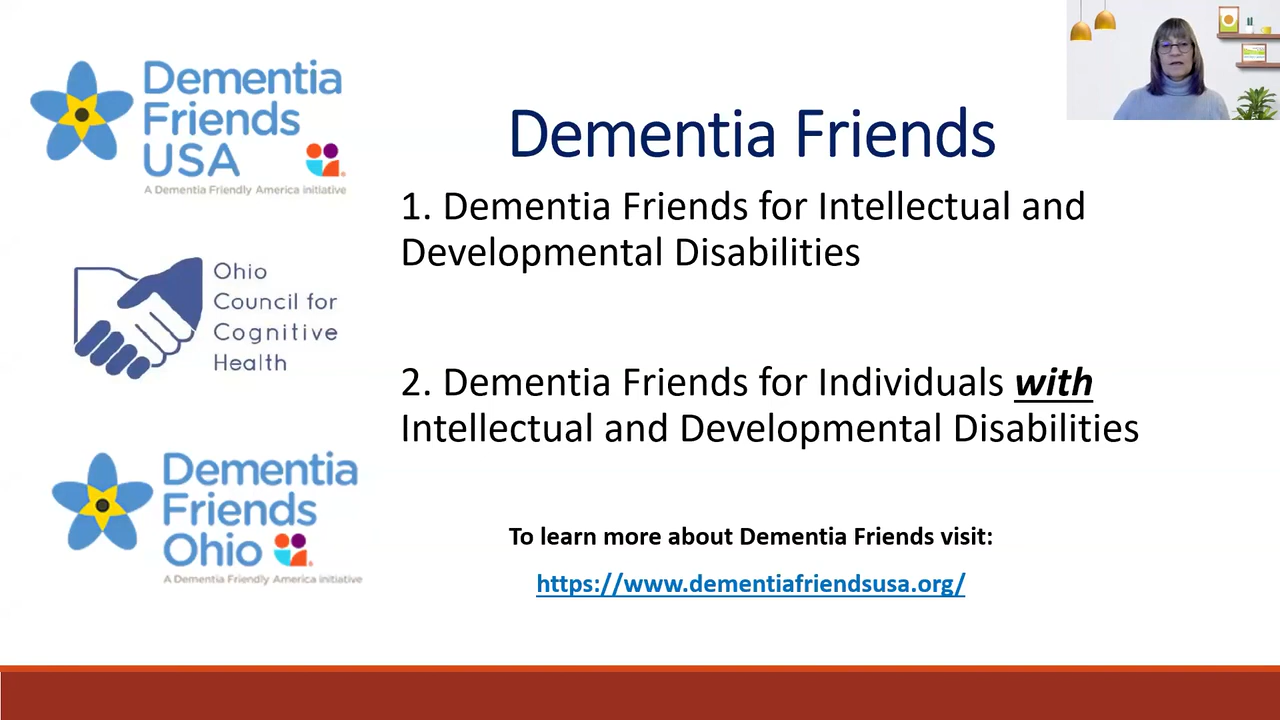 Dementia
Friends
USA
A Dementia Friendly America initiative
Ohio
Council for
Cognitive
Health
Dementia
Friends
Ohio
A Dementia Friendly America initiative
Dementia Friends
1. Dementia Friends for Intellectual and
Developmental Disabilities
2. Dementia Friends for Individuals with
Intellectual and Developmental Disabilities
To learn more about Dementia Friends visit:
https://www.dementiafriendsusa.org/